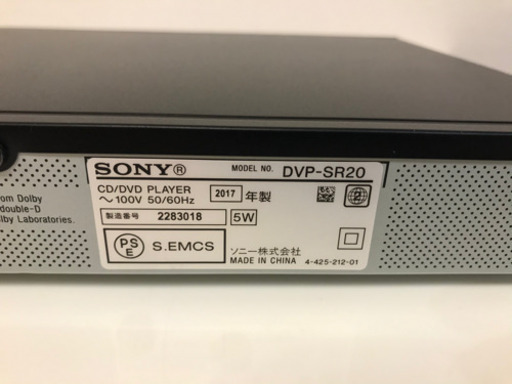 SONY® MODEL NO. DVP-SR20
CD/DVD PLAYER
～100V 50/60Hz
2017 年製
製造番号 2283018 5W
PS E S.EMCS
ソニー株式会社
MADE IN CHINA 4-425-212-01
2
om Dolby
double-D
lby Laboratories.